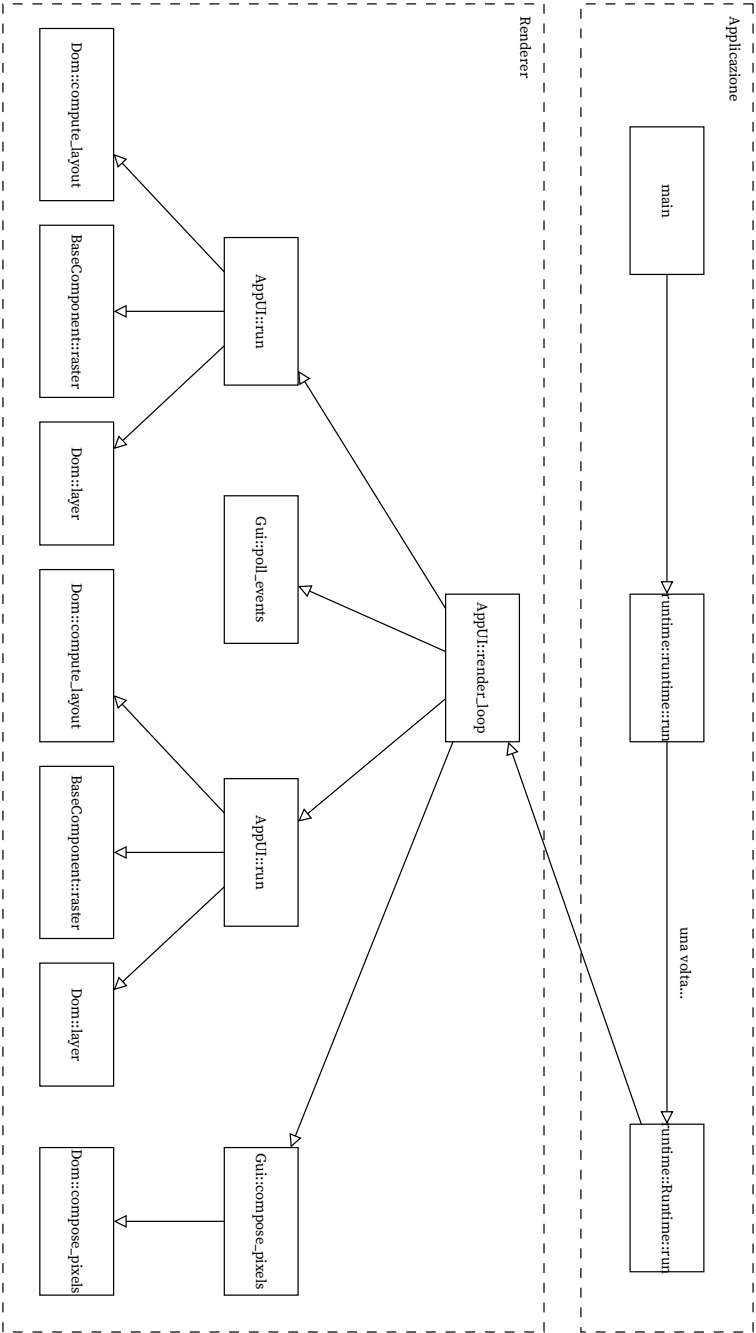 Applicazione
main
runtime::runtime::run
una volta...
runtime::Runtime::run
Renderer
AppUI::render_loop
AppUI::run
Gui::poll_events
AppUI::run
Gui::compose_pixels
Dom::compute_layout
BaseComponent::raster
Dom::layer
Dom::compute_layout
BaseComponent::raster
Dom::layer
Dom::compose_pixels